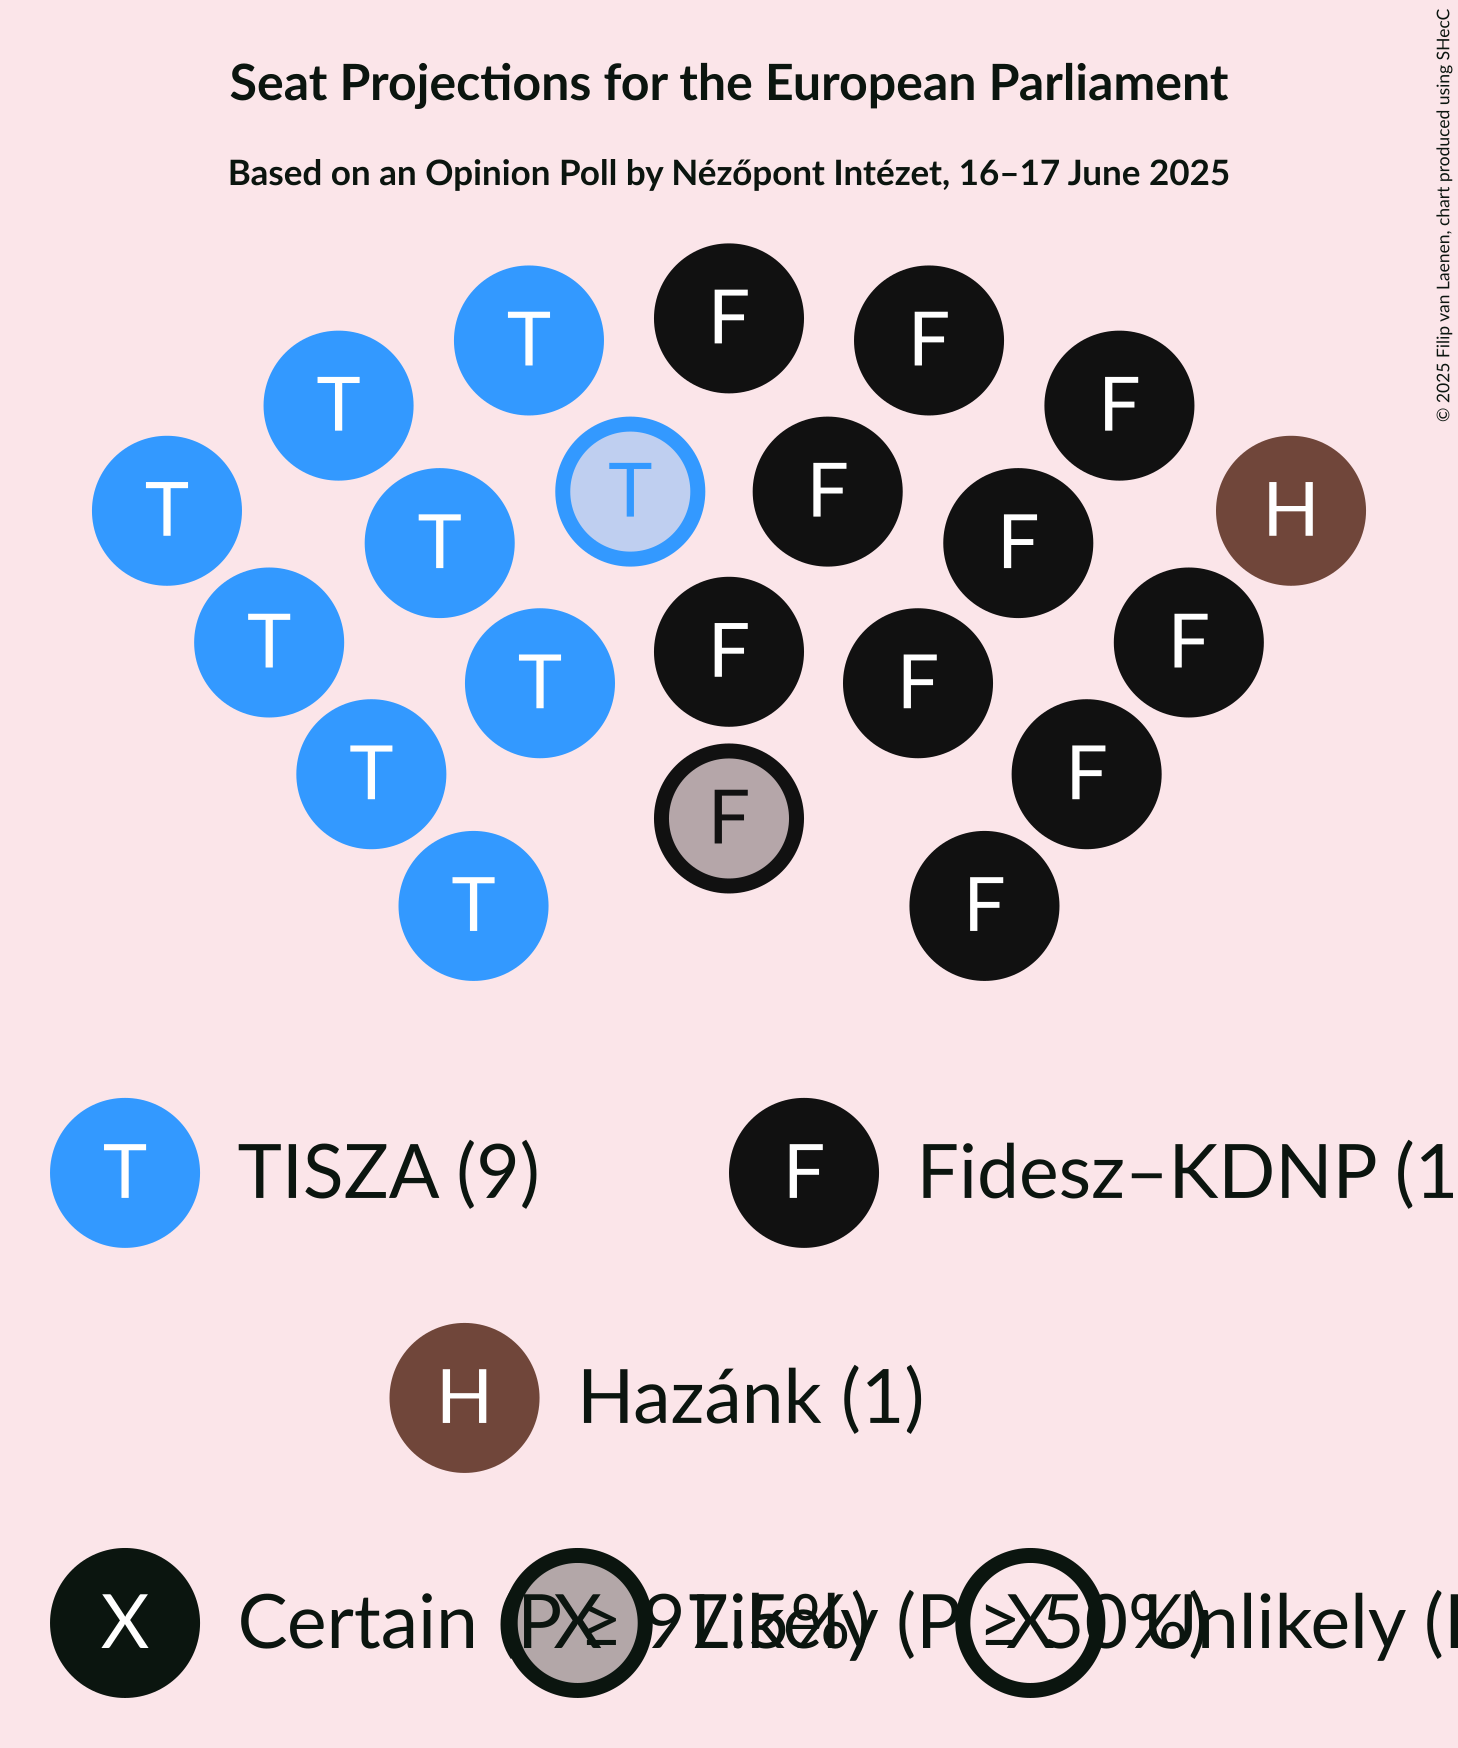 Seat Projections for the European Parliament
Based on an Opinion Poll by Nézőpont Intézet, 16–17 June 2025
© 2025 Filip van Laenen, chart produced using SHecC
F
T F
T F
T T F H
T F
T F
T F
T F
T F
F
T F
T TISZA (9) F Fidesz–KDNP (1
H Hazánk (1)
X Certain (P ≥ 97.5%) X Likely (P ≥ 50%) X Unlikely (